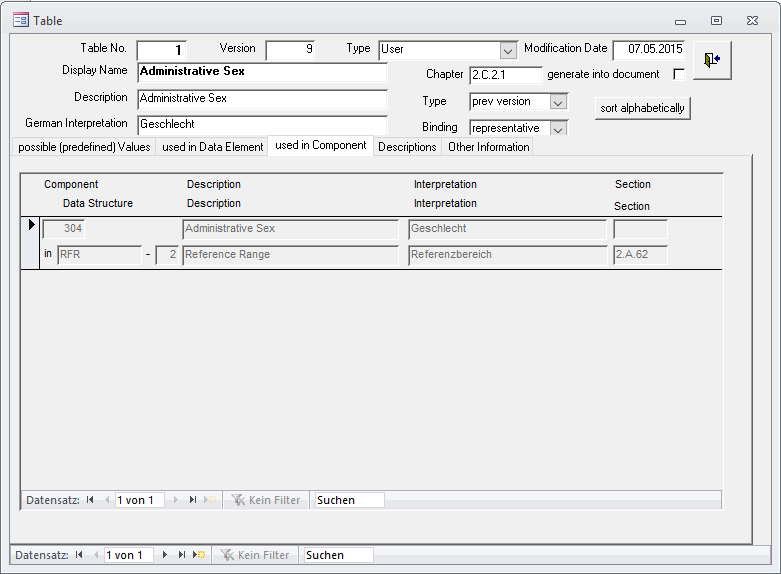 Table
Table No. 1 Version 9 Type User Modification Date 07.05.2015
Display Name Administrative Sex Chapter 2.C.2.1 generate into document
Description Administrative Sex Type prev version sort alphabetically
German Interpretation Geschlecht Binding representative
possible (predefined) Values used in Data Element used in Component Descriptions Other Information
Component Description Interpretation Section
Data Structure Description Interpretation Section
304 Administrative Sex Geschlecht
in RFR - 2 Reference Range Referenzbereich 2.A.62
Datensatz: 1 von 1 Kein Filter Suchen
Datensatz: 1 von 1 Kein Filter Suchen